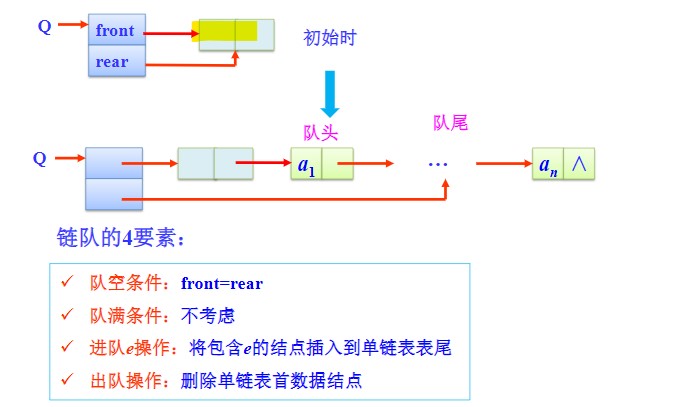 Q
front
rear
初始时
队头
队尾
Q
a1
…
an ∧
链队的4要素：
✓ 队空条件：front=rear
✓ 队满条件：不考虑
✓ 进队e操作：将包含e的结点插入到单链表表尾
✓ 出队操作：删除单链表首数据结点